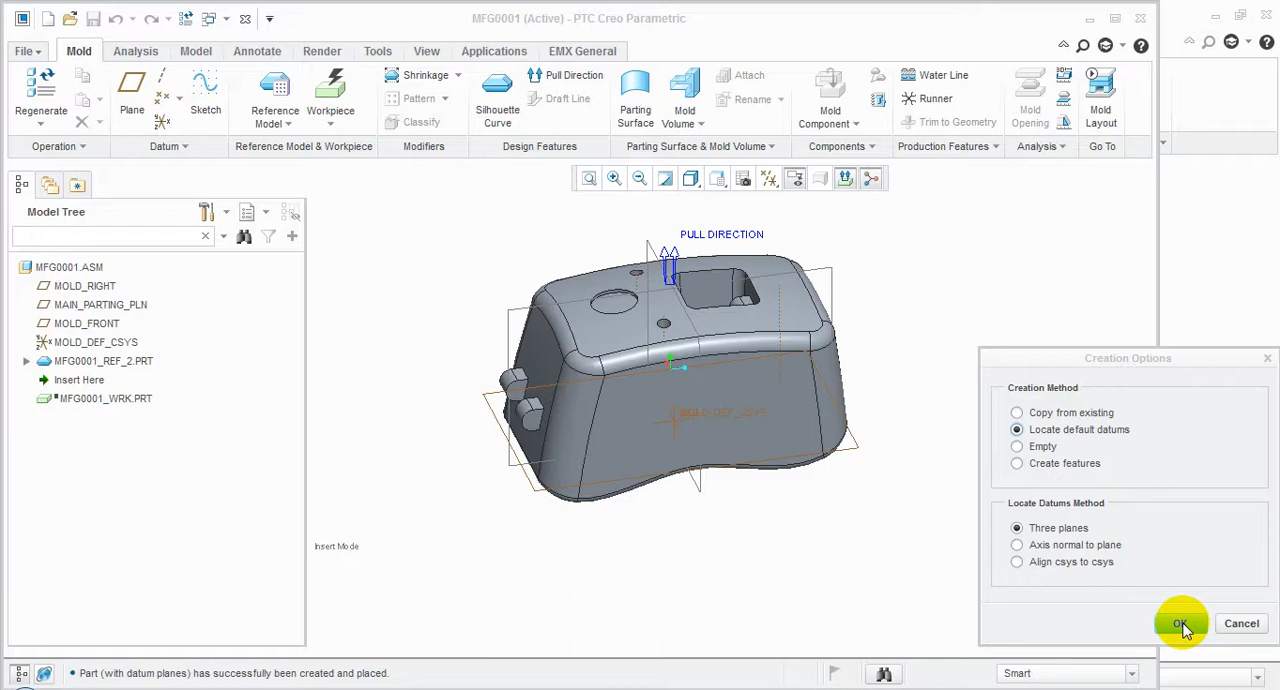 MFG0001 (Active) - PTC Creo Parametric
File Mold Analysis Model Annotate Render Tools View Applications EMX General
Regenerate
Plane
Sketch
Reference Model
Workpiece
Shrinkage
Pattern
Classify
Silhouette Curve
Pull Direction
Draft Line
Parting Surface
Mold Volume
Attach
Rename
Mold Component
Water Line
Runner
Trim to Geometry
Mold Opening
Mold Layout
Operation Datum Reference Model & Workpiece Modifiers Design Features Parting Surface & Mold Volume Components Production Features Analysis Go To
Model Tree
MFG0001.ASM
MOLD_RIGHT
MAIN_PARTING_PLN
MOLD_FRONT
MOLD_DEF_CSYS
MFG0001_REF_2.PRT
Insert Here
MFG0001_WRK.PRT
PULL DIRECTION
MOLD_DEF_CSYS
Insert Mode
Creation Options
Creation Method
Copy from existing
Locate default datums
Empty
Create features
Locate Datums Method
Three planes
Axis normal to plane
Align csys to csys
OK Cancel
• Part (with datum planes) has successfully been created and placed.
Smart